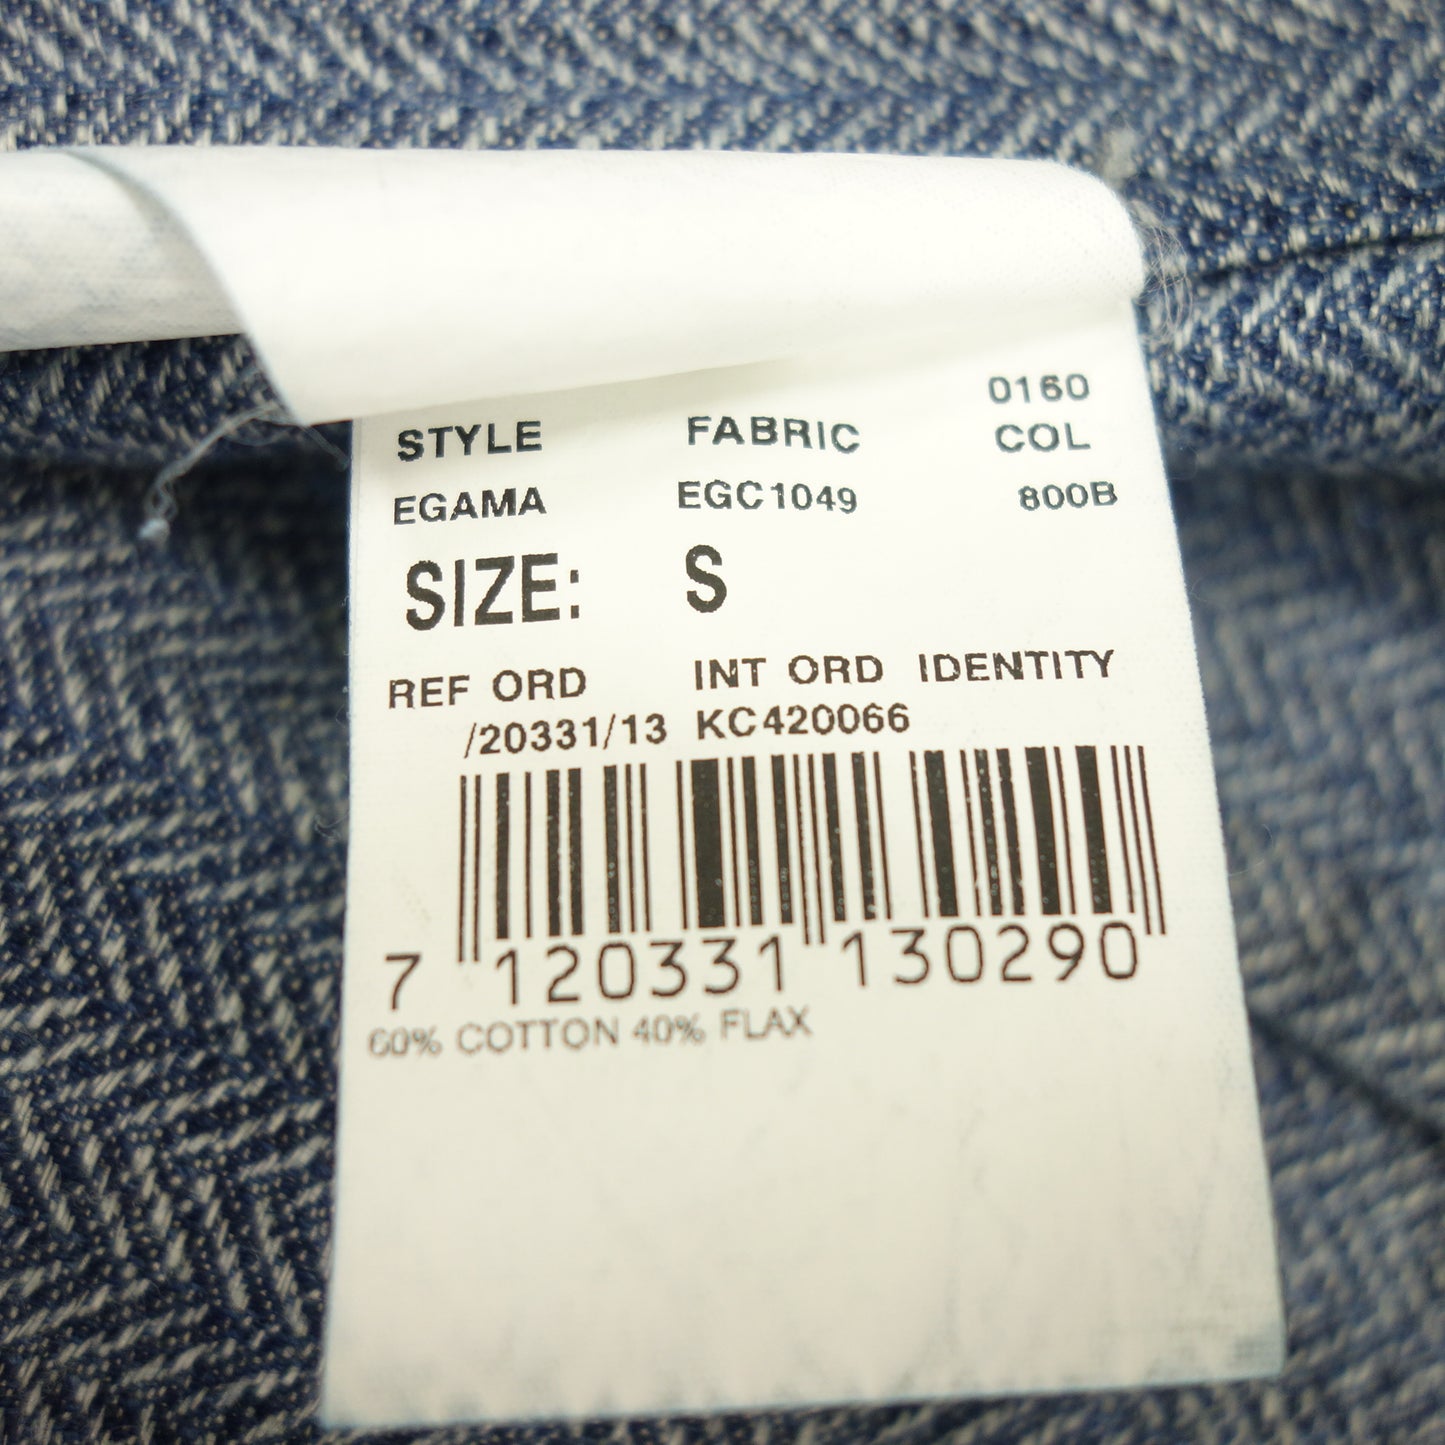 0160
STYLE FABRIC COL
EGAMA EGC1049 800B
SIZE: S
REF ORD INT ORD IDENTITY
/20331/13 KC420066
7 120331 130290
60% COTTON 40% FLAX